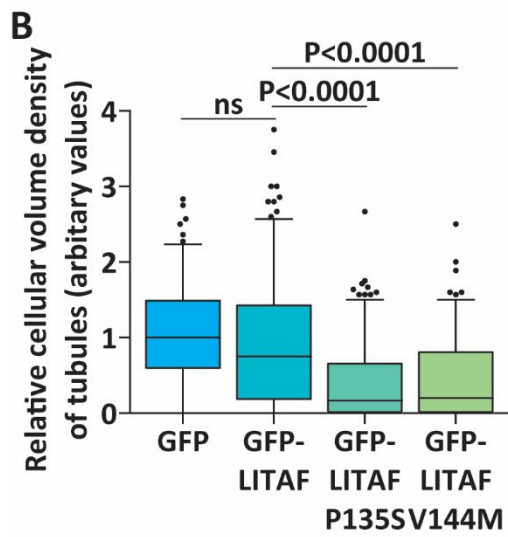 B
Relative cellular volume density
of tubules (arbitary values)
P<0.0001
P<0.0001
ns
4
3
2
1
0
GFP
GFP-
LITAF
GFP-
LITAF
P135S
GFP-
LITAF
V144M